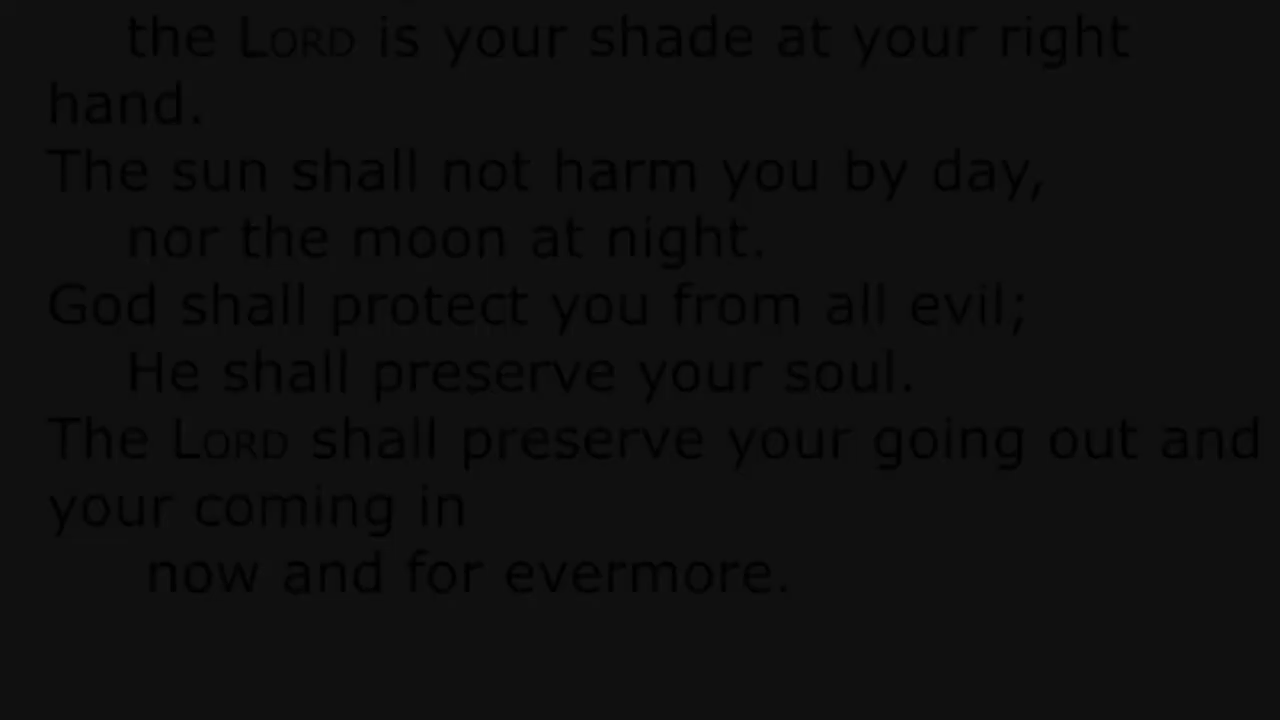 the LORD is your shade at your right
hand.
The sun shall not harm you by day,
nor the moon at night.
God shall protect you from all evil;
He shall preserve your soul.
The LORD shall preserve your going out and
your coming in
now and for evermore.